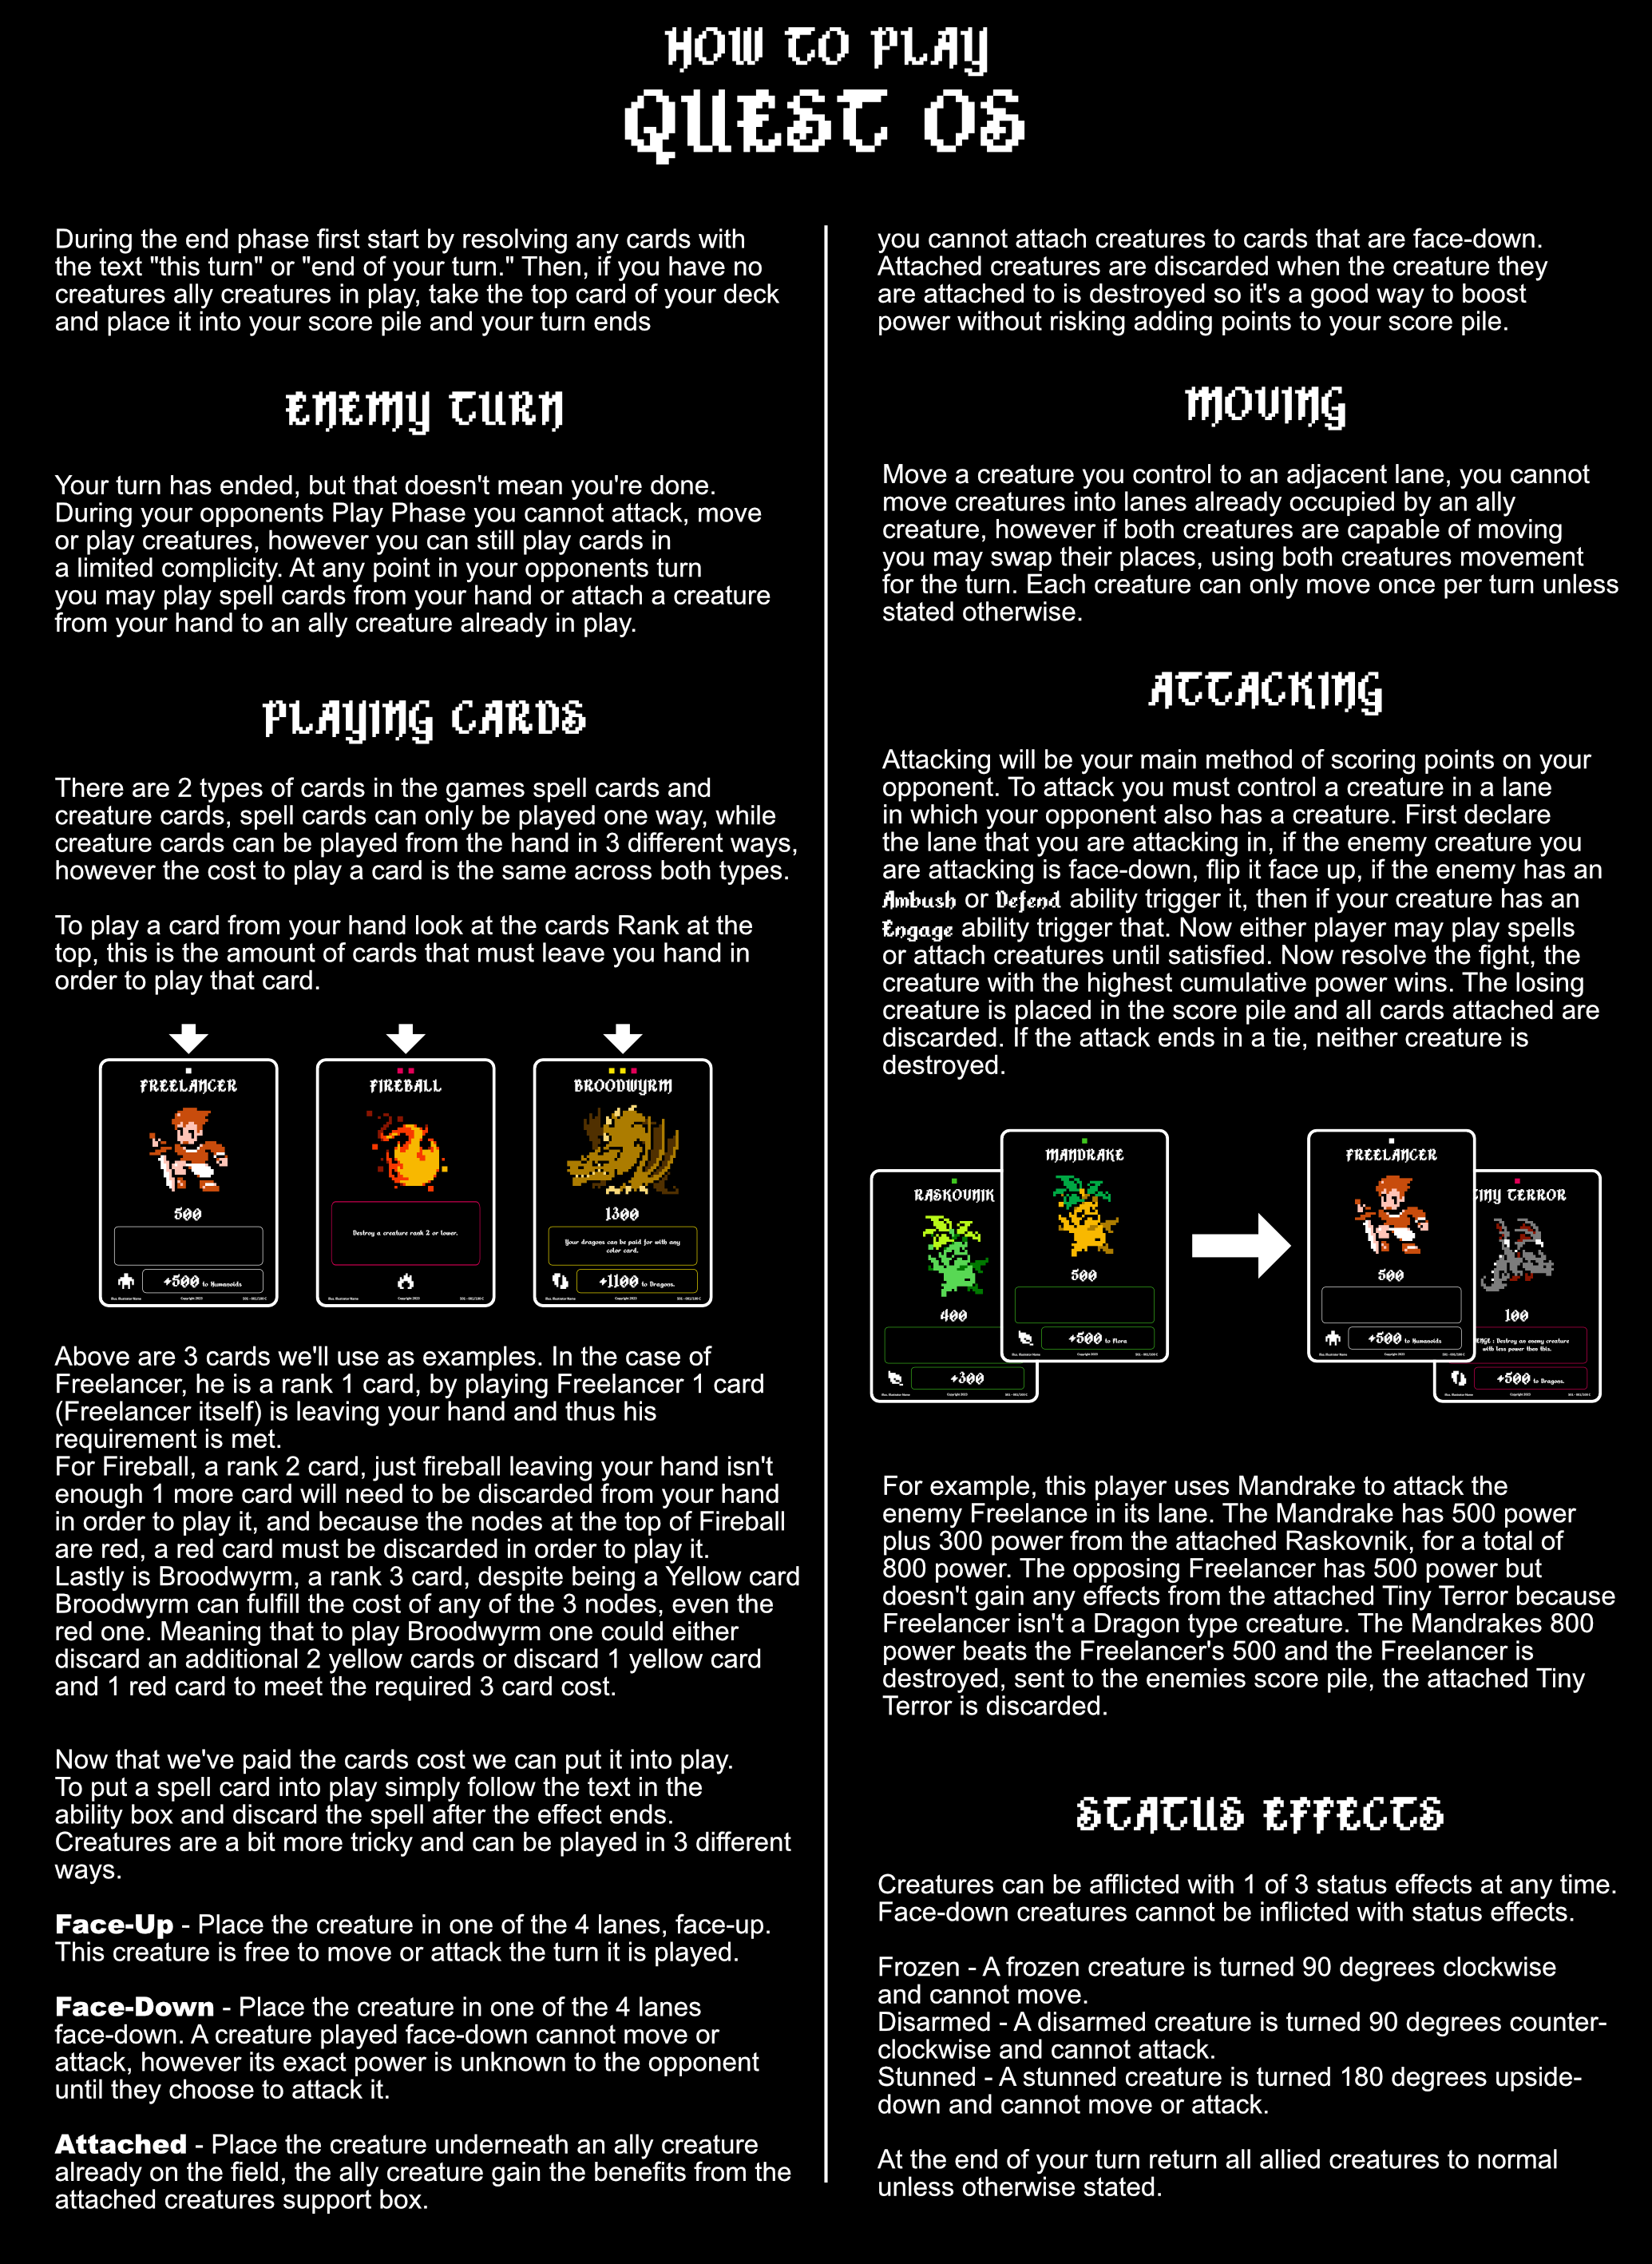 HOW TO PLAY
QUEST OS
During the end phase first start by resolving any cards with
the text "this turn" or "end of your turn." Then, if you have no
creatures ally creatures in play, take the top card of your deck
and place it into your score pile and your turn ends
ENEMY TURN
Your turn has ended, but that doesn't mean you're done.
During your opponents Play Phase you cannot attack, move
or play creatures, however you can still play cards in
a limited complicity. At any point in your opponents turn
you may play spell cards from your hand or attach a creature
from your hand to an ally creature already in play.
PLAYING CARDS
There are 2 types of cards in the games spell cards and
creature cards, spell cards can only be played one way, while
creature cards can be played from the hand in 3 different ways,
however the cost to play a card is the same across both types.
To play a card from your hand look at the cards Rank at the
top, this is the amount of cards that must leave you hand in
order to play that card.
FREELANCER
500
+500 to Humanoids
Illus. Illustrator Name Copyright 2023
FIREBALL
Destroy a creature rank 2 or lower.
Illus. Illustrator Name Copyright 2023
BROODWYRM
1300
Your dragons can be paid for with any
color card.
+1100 to Dragons.
Illus. Illustrator Name Copyright 2023
Above are 3 cards we'll use as examples. In the case of
Freelancer, he is a rank 1 card, by playing Freelancer 1 card
(Freelancer itself) is leaving your hand and thus his
requirement is met.
For Fireball, a rank 2 card, just fireball leaving your hand isn't
enough 1 more card will need to be discarded from your hand
in order to play it, and because the nodes at the top of Fireball
are red, a red card must be discarded in order to play it.
Lastly is Broodwyrm, a rank 3 card, despite being a Yellow card
Broodwyrm can fulfill the cost of any of the 3 nodes, even the
red one. Meaning that to play Broodwyrm one could either
discard an additional 2 yellow cards or discard 1 yellow card
and 1 red card to meet the required 3 card cost.
Now that we've paid the cards cost we can put it into play.
To put a spell card into play simply follow the text in the
ability box and discard the spell after the effect ends.
Creatures are a bit more tricky and can be played in 3 different
ways.
Face-Up - Place the creature in one of the 4 lanes, face-up.
This creature is free to move or attack the turn it is played.
Face-Down - Place the creature in one of the 4 lanes
face-down. A creature played face-down cannot move or
attack, however its exact power is unknown to the opponent
until they choose to attack it.
Attached - Place the creature underneath an ally creature
already on the field, the ally creature gain the benefits from the
attached creatures support box.
you cannot attach creatures to cards that are face-down.
Attached creatures are discarded when the creature they
are attached to is destroyed so it's a good way to boost
power without risking adding points to your score pile.
MOVING
Move a creature you control to an adjacent lane, you cannot
move creatures into lanes already occupied by an ally
creature, however if both creatures are capable of moving
you may swap their places, using both creatures movement
for the turn. Each creature can only move once per turn unless
stated otherwise.
ATTACKING
Attacking will be your main method of scoring points on your
opponent. To attack you must control a creature in a lane
in which your opponent also has a creature. First declare
the lane that you are attacking in, if the enemy creature you
are attacking is face-down, flip it face up, if the enemy has an
Ambush or Defend ability trigger it, then if your creature has an
Engage ability trigger that. Now either player may play spells
or attach creatures until satisfied. Now resolve the fight, the
creature with the highest cumulative power wins. The losing
creature is placed in the score pile and all cards attached are
discarded. If the attack ends in a tie, neither creature is
destroyed.
RASKOVNIK
400
+300
Illus. Illustrator Name Copyright 2023
MANDRAKE
500
+500 to Flora
Illus. Illustrator Name Copyright 2023
FREELANCER
500
+500 to Humanoids
Illus. Illustrator Name Copyright 2023
INY TERROR
100
ENGE : Destroy an enemy creature
with less power then this.
+500 to Dragons.
Illus. Illustrator Name Copyright 2023
For example, this player uses Mandrake to attack the
enemy Freelance in its lane. The Mandrake has 500 power
plus 300 power from the attached Raskovnik, for a total of
800 power. The opposing Freelancer has 500 power but
doesn't gain any effects from the attached Tiny Terror because
Freelancer isn't a Dragon type creature. The Mandrakes 800
power beats the Freelancer's 500 and the Freelancer is
destroyed, sent to the enemies score pile, the attached Tiny
Terror is discarded.
STATUS EFFECTS
Creatures can be afflicted with 1 of 3 status effects at any time.
Face-down creatures cannot be inflicted with status effects.
Frozen - A frozen creature is turned 90 degrees clockwise
and cannot move.
Disarmed - A disarmed creature is turned 90 degrees counter-
clockwise and cannot attack.
Stunned - A stunned creature is turned 180 degrees upside-
down and cannot move or attack.
At the end of your turn return all allied creatures to normal
unless otherwise stated.